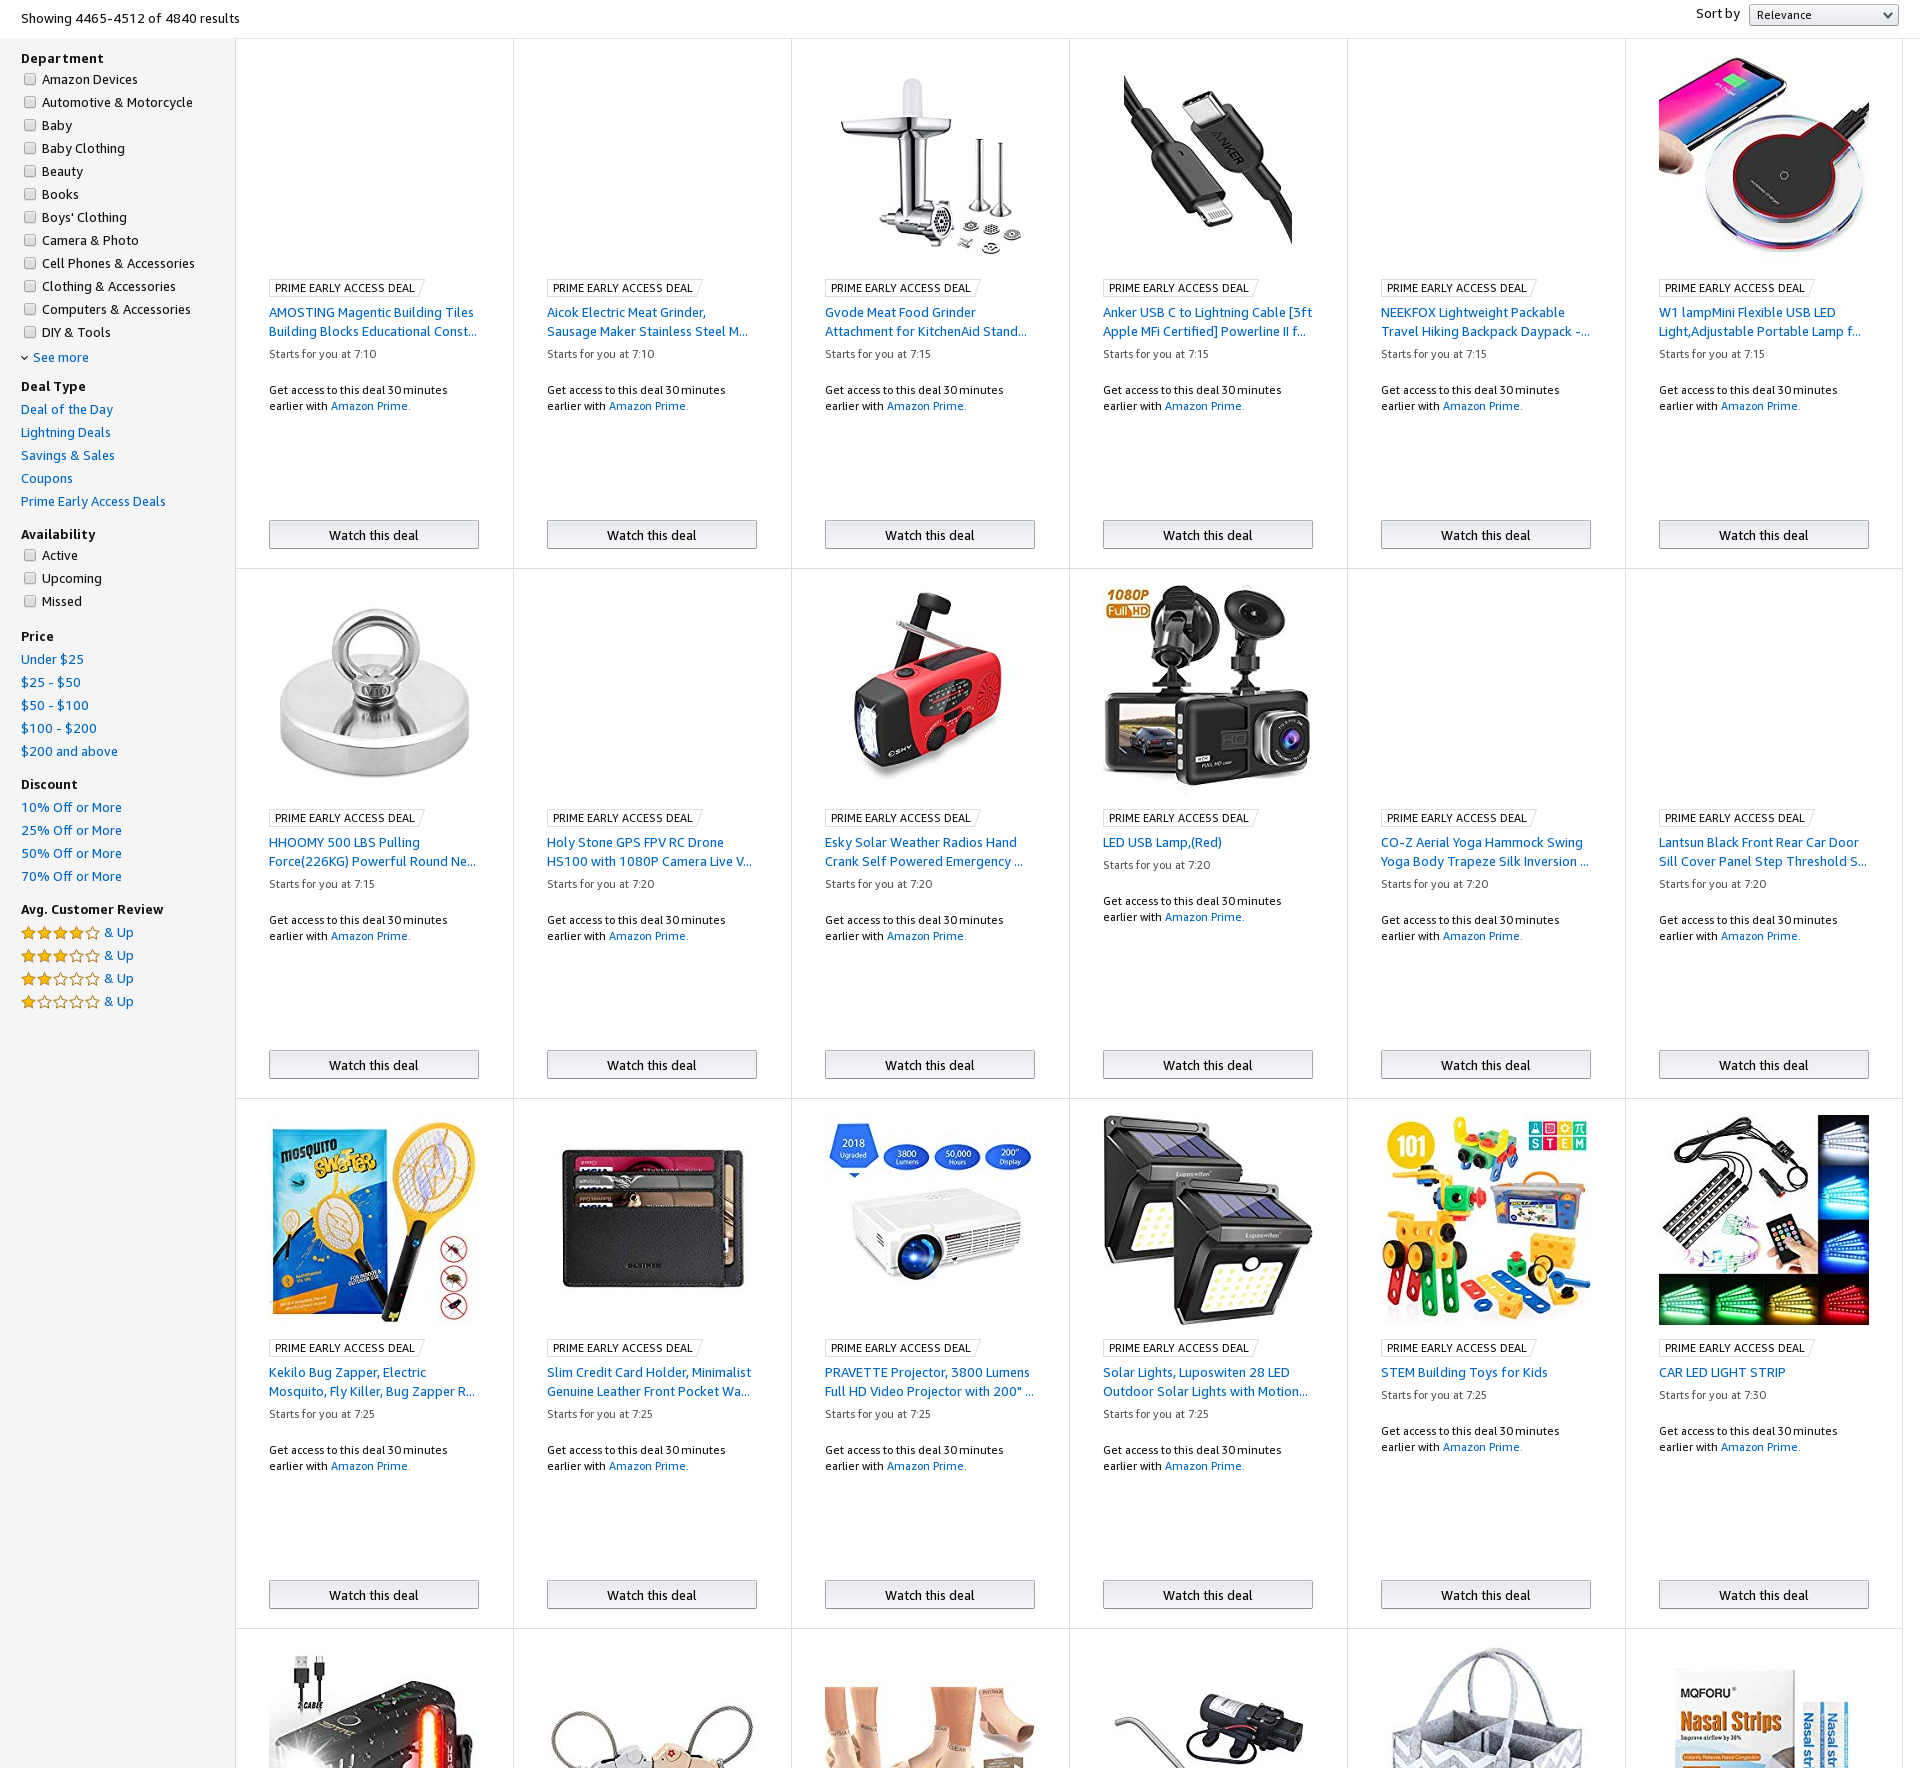 Showing 4465-4512 of 4840 results
Sort by Relevance
Department
Amazon Devices
Automotive & Motorcycle
Baby
Baby Clothing
Beauty
Books
Boys' Clothing
Camera & Photo
Cell Phones & Accessories
Clothing & Accessories
Computers & Accessories
DIY & Tools
See more
Deal Type
Deal of the Day
Lightning Deals
Savings & Sales
Coupons
Prime Early Access Deals
Availability
Active
Upcoming
Missed
Price
Under $25
$25 - $50
$50 - $100
$100 - $200
$200 and above
Discount
10% Off or More
25% Off or More
50% Off or More
70% Off or More
Avg. Customer Review
& Up
& Up
& Up
& Up
PRIME EARLY ACCESS DEAL
AMOSTING Magentic Building Tiles
Building Blocks Educational Const...
Starts for you at 7:10
Get access to this deal 30 minutes
earlier with Amazon Prime.
Watch this deal
PRIME EARLY ACCESS DEAL
Aicok Electric Meat Grinder,
Sausage Maker Stainless Steel M...
Starts for you at 7:10
Get access to this deal 30 minutes
earlier with Amazon Prime.
Watch this deal
PRIME EARLY ACCESS DEAL
Gvode Meat Food Grinder
Attachment for KitchenAid Stand...
Starts for you at 7:15
Get access to this deal 30 minutes
earlier with Amazon Prime.
Watch this deal
ANKER
PRIME EARLY ACCESS DEAL
Anker USB C to Lightning Cable [3ft
Apple MFi Certified] Powerline II f...
Starts for you at 7:15
Get access to this deal 30 minutes
earlier with Amazon Prime.
Watch this deal
PRIME EARLY ACCESS DEAL
NEEKFOX Lightweight Packable
Travel Hiking Backpack Daypack -...
Starts for you at 7:15
Get access to this deal 30 minutes
earlier with Amazon Prime.
Watch this deal
PRIME EARLY ACCESS DEAL
W1 lampMini Flexible USB LED
Light,Adjustable Portable Lamp f...
Starts for you at 7:15
Get access to this deal 30 minutes
earlier with Amazon Prime.
Watch this deal
PRIME EARLY ACCESS DEAL
HHOOMY 500 LBS Pulling
Force(226KG) Powerful Round Ne...
Starts for you at 7:15
Get access to this deal 30 minutes
earlier with Amazon Prime.
Watch this deal
PRIME EARLY ACCESS DEAL
Holy Stone GPS FPV RC Drone
HS100 with 1080P Camera Live V...
Starts for you at 7:20
Get access to this deal 30 minutes
earlier with Amazon Prime.
Watch this deal
ESKY
PRIME EARLY ACCESS DEAL
Esky Solar Weather Radios Hand
Crank Self Powered Emergency ...
Starts for you at 7:20
Get access to this deal 30 minutes
earlier with Amazon Prime.
Watch this deal
1080P
Full HD
PRIME EARLY ACCESS DEAL
LED USB Lamp,(Red)
Starts for you at 7:20
Get access to this deal 30 minutes
earlier with Amazon Prime.
Watch this deal
PRIME EARLY ACCESS DEAL
CO-Z Aerial Yoga Hammock Swing
Yoga Body Trapeze Silk Inversion ...
Starts for you at 7:20
Get access to this deal 30 minutes
earlier with Amazon Prime.
Watch this deal
PRIME EARLY ACCESS DEAL
Lantsun Black Front Rear Car Door
Sill Cover Panel Step Threshold S...
Starts for you at 7:20
Get access to this deal 30 minutes
earlier with Amazon Prime.
Watch this deal
MOSQUITO
SWATTER
PRIME EARLY ACCESS DEAL
Kekilo Bug Zapper, Electric
Mosquito, Fly Killer, Bug Zapper R...
Starts for you at 7:25
Get access to this deal 30 minutes
earlier with Amazon Prime.
Watch this deal
PRIME EARLY ACCESS DEAL
Slim Credit Card Holder, Minimalist
Genuine Leather Front Pocket Wa...
Starts for you at 7:25
Get access to this deal 30 minutes
earlier with Amazon Prime.
Watch this deal
2018
Ugraded
3800
Lumens
50,000
Hours
200"
Display
PRIME EARLY ACCESS DEAL
PRAVETTE Projector, 3800 Lumens
Full HD Video Projector with 200" ...
Starts for you at 7:25
Get access to this deal 30 minutes
earlier with Amazon Prime.
Watch this deal
Luposwiten
Luposwiten
PRIME EARLY ACCESS DEAL
Solar Lights, Luposwiten 28 LED
Outdoor Solar Lights with Motion...
Starts for you at 7:25
Get access to this deal 30 minutes
earlier with Amazon Prime.
Watch this deal
101
STEM
PRIME EARLY ACCESS DEAL
STEM Building Toys for Kids
Starts for you at 7:25
Get access to this deal 30 minutes
earlier with Amazon Prime.
Watch this deal
PRIME EARLY ACCESS DEAL
CAR LED LIGHT STRIP
Starts for you at 7:30
Get access to this deal 30 minutes
earlier with Amazon Prime.
Watch this deal
2 CABLE
MQFORU
Nasal Strips
Improve airflow by 38%
Instantly Relieves Nasal Congestion